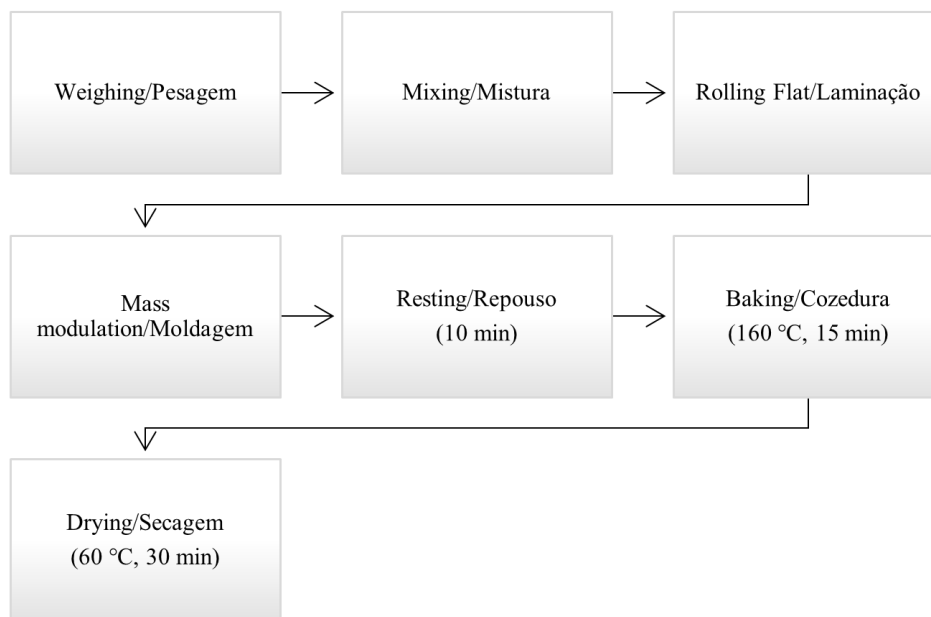 Weighing/Pesagem
Mixing/Mistura
Rolling Flat/Laminação
Mass
modulation/Moldagem
Resting/Repouso
(10 min)
Baking/Cozedura
(160 °C, 15 min)
Drying/Secagem
(60 °C, 30 min)